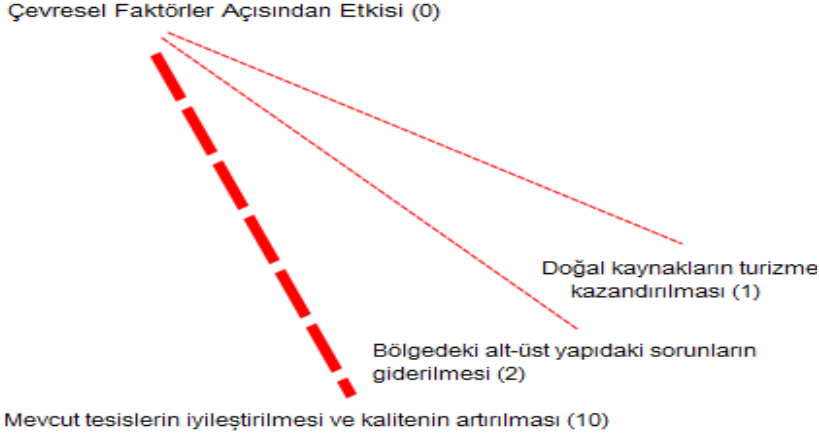 Çevresel Faktörler Açısından Etkisi (0)
Doğal kaynakların turizme
kazandırılması (1)
Bölgedeki alt-üst yapıdaki sorunların
giderilmesi (2)
Mevcut tesislerin iyileştirilmesi ve kalitenin artırılması (10)